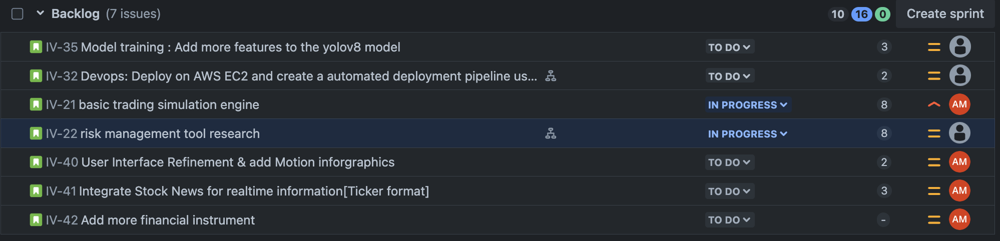 Backlog (7 issues) 10 16 0 Create sprint
IV-35 Model training : Add more features to the yolov8 model TO DO 3
IV-32 Devops: Deploy on AWS EC2 and create a automated deployment pipeline us... TO DO 2
IV-21 basic trading simulation engine IN PROGRESS 8 AM
IV-22 risk management tool research IN PROGRESS 8
IV-40 User Interface Refinement & add Motion inforgraphics TO DO 2 AM
IV-41 Integrate Stock News for realtime information[Ticker format] TO DO 3 AM
IV-42 Add more financial instrument TO DO - AM